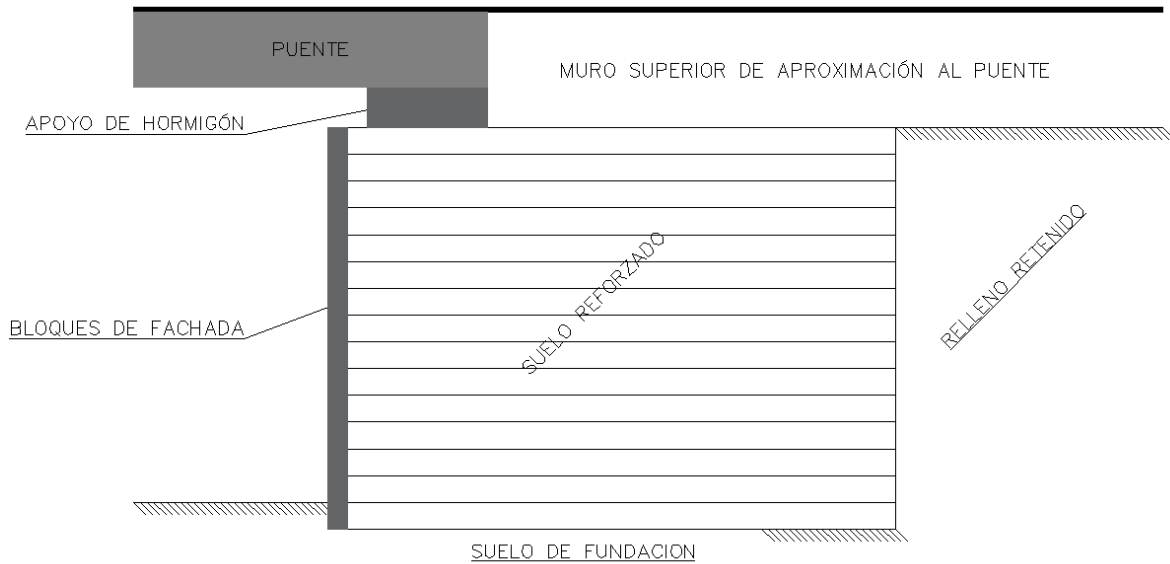 PUENTE
MURO SUPERIOR DE APROXIMACIÓN AL PUENTE
APOYO DE HORMIGÓN
SUELO REFORZADO
RELLENO RETENIDO
BLOQUES DE FACHADA
SUELO DE FUNDACION